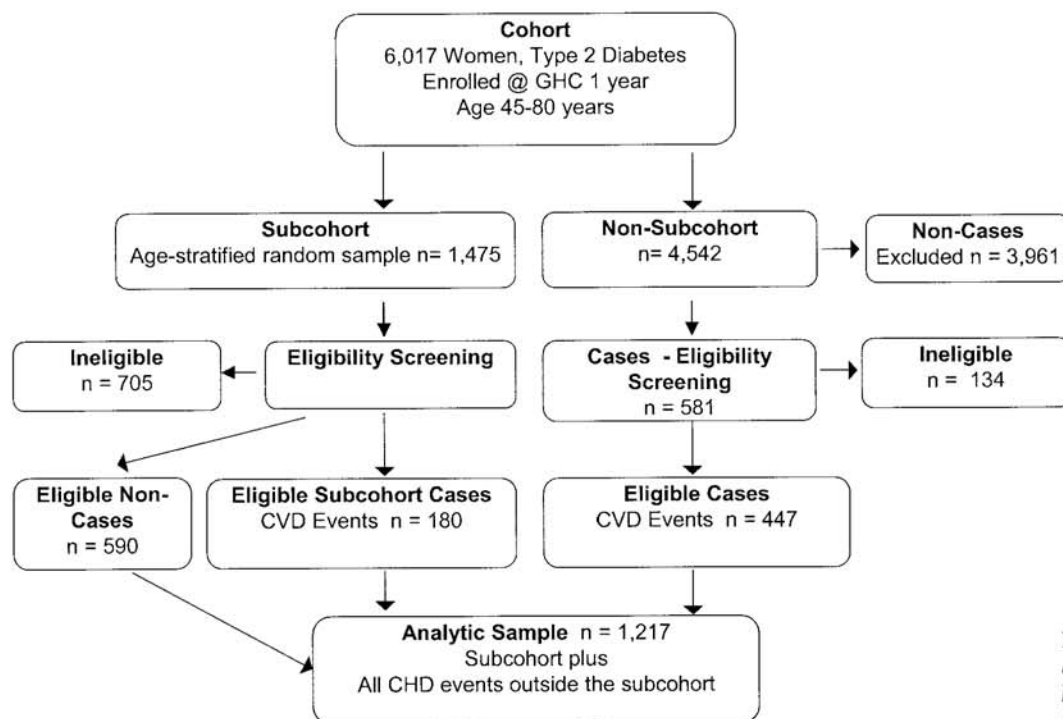 Cohort
6,017 Women, Type 2 Diabetes
Enrolled @ GHC 1 year
Age 45-80 years
Subcohort
Age-stratified random sample n= 1,475
Non-Subcohort
n= 4,542
Non-Cases
Excluded n = 3,961
Ineligible
n = 705
Eligibility Screening
Cases - Eligibility
Screening
n = 581
Ineligible
n = 134
Eligible Non-
Cases
n = 590
Eligible Subcohort Cases
CVD Events n = 180
Eligible Cases
CVD Events n = 447
Analytic Sample n = 1,217
Subcohort plus
All CHD events outside the subcohort